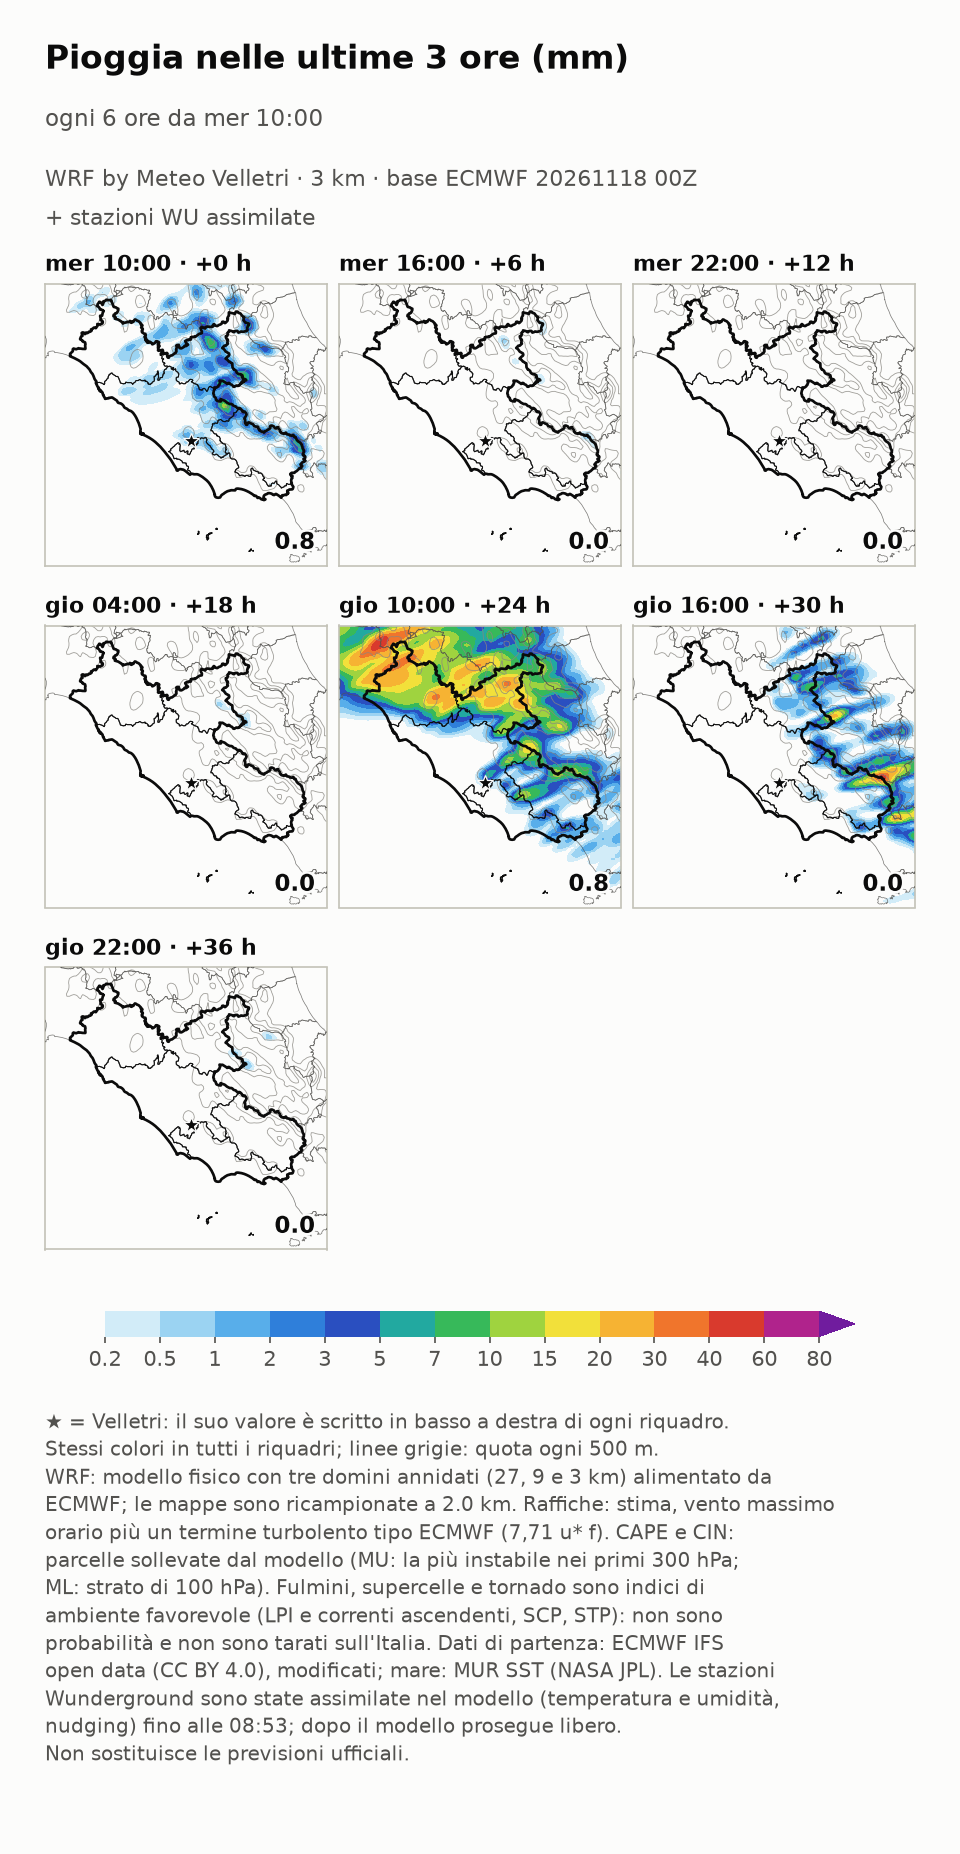 Pioggia nelle ultime 3 ore (mm)
ogni 6 ore da mer 10:00
WRF by Meteo Velletri · 3 km · base ECMWF 20261118 00Z
+ stazioni WU assimilate
mer 10:00 · +0 h
mer 16:00 · +6 h
mer 22:00 · +12 h
0.8
0.0
0.0
gio 04:00 · +18 h
gio 10:00 · +24 h
gio 16:00 · +30 h
0.0
0.8
0.0
gio 22:00 · +36 h
0.0
0.2 0.5 1 2 3 5 7 10 15 20 30 40 60 80
★ = Velletri: il suo valore è scritto in basso a destra di ogni riquadro.
Stessi colori in tutti i riquadri; linee grigie: quota ogni 500 m.
WRF: modello fisico con tre domini annidati (27, 9 e 3 km) alimentato da
ECMWF; le mappe sono ricampionate a 2.0 km. Raffiche: stima, vento massimo
orario più un termine turbolento tipo ECMWF (7,71 u* f). CAPE e CIN:
parcelle sollevate dal modello (MU: la più instabile nei primi 300 hPa;
ML: strato di 100 hPa). Fulmini, supercelle e tornado sono indici di
ambiente favorevole (LPI e correnti ascendenti, SCP, STP): non sono
probabilità e non sono tarati sull'Italia. Dati di partenza: ECMWF IFS
open data (CC BY 4.0), modificati; mare: MUR SST (NASA JPL). Le stazioni
Wunderground sono state assimilate nel modello (temperatura e umidità,
nudging) fino alle 08:53; dopo il modello prosegue libero.
Non sostituisce le previsioni ufficiali.